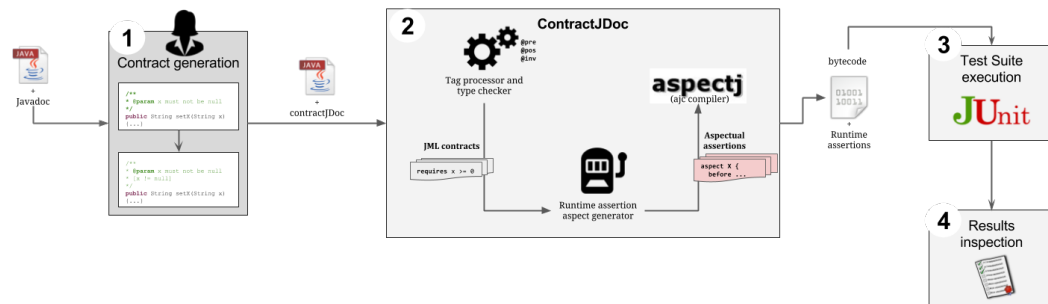 JAVA
+
Javadoc
1
Contract generation
/**
* @param x must not be null
*/
public String setX(String x)
{...}
/**
* @param x must not be null
* [x != null]
*/
public String setX(String x)
{...}
JAVA
+
contractJDoc
2
ContractJDoc
@pre
@pos
@inv
Tag processor and
type checker
JML contracts
requires x >= 0
Runtime assertion
aspect generator
aspectj
(ajc compiler)
Aspectual
assertions
aspect X {
before ...
bytecode
01001
10011
+
Runtime
assertions
3
Test Suite
execution
JUnit
4
Results
inspection